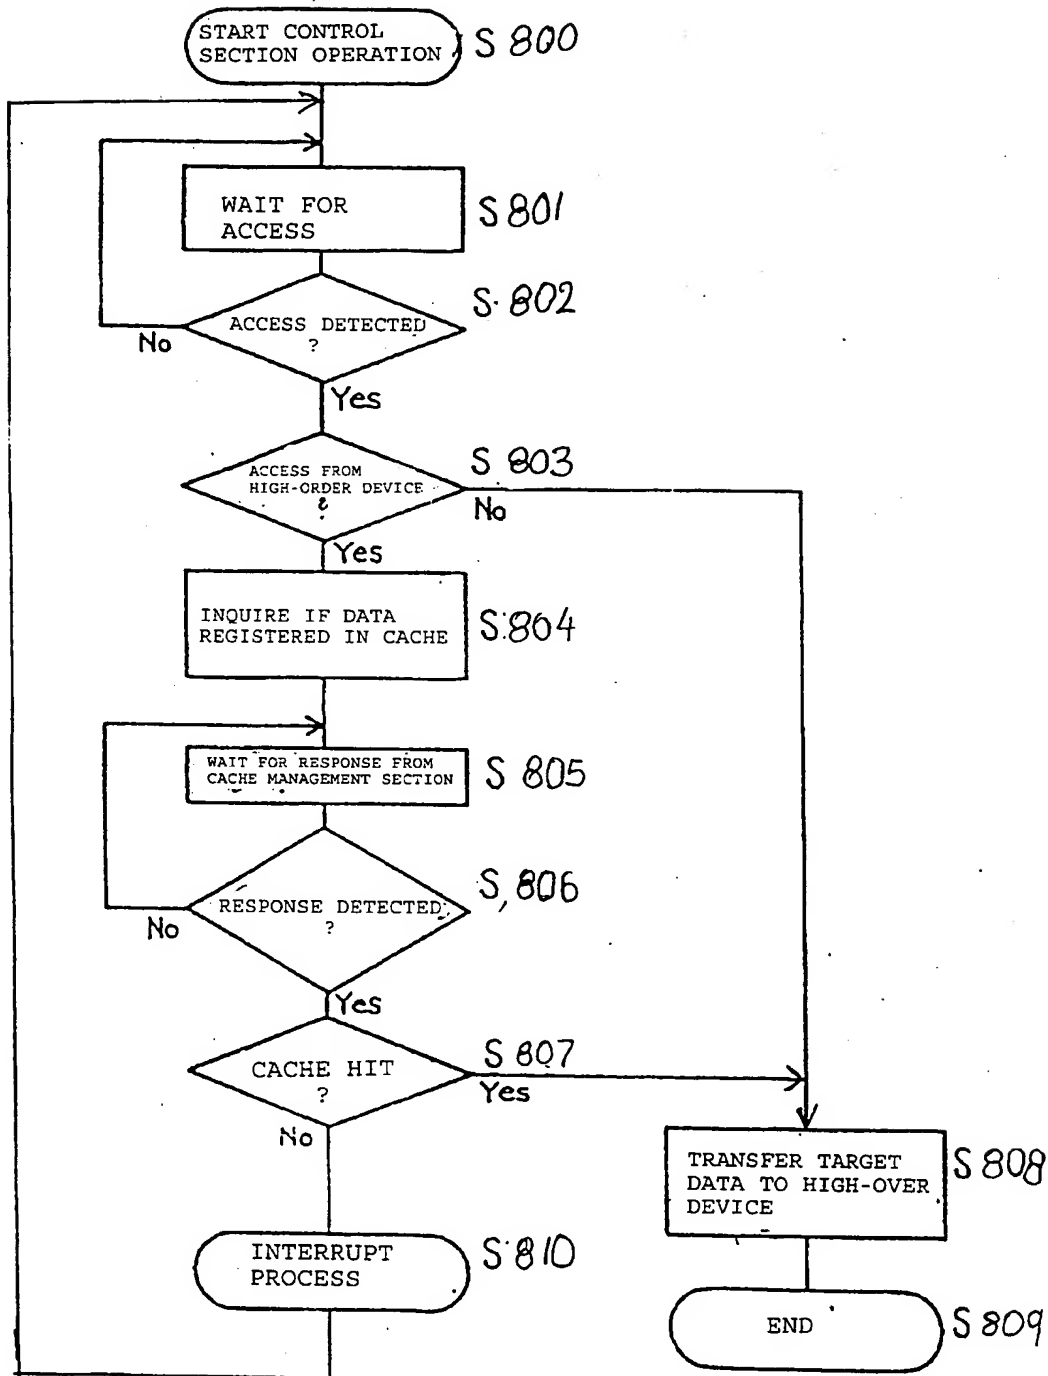 START CONTROL
SECTION OPERATION
S 800
WAIT FOR
ACCESS
S 801
S 802
ACCESS DETECTED
?
No
Yes
S 803
ACCESS FROM
HIGH-ORDER DEVICE
?
No
Yes
INQUIRE IF DATA
REGISTERED IN CACHE
S 804
WAIT FOR RESPONSE FROM
CACHE MANAGEMENT SECTION
S 805
S 806
RESPONSE DETECTED
?
No
Yes
S 807
CACHE HIT
?
Yes
No
TRANSFER TARGET
DATA TO HIGH-OVER
DEVICE
S 808
INTERRUPT
PROCESS
S 810
END
S 809